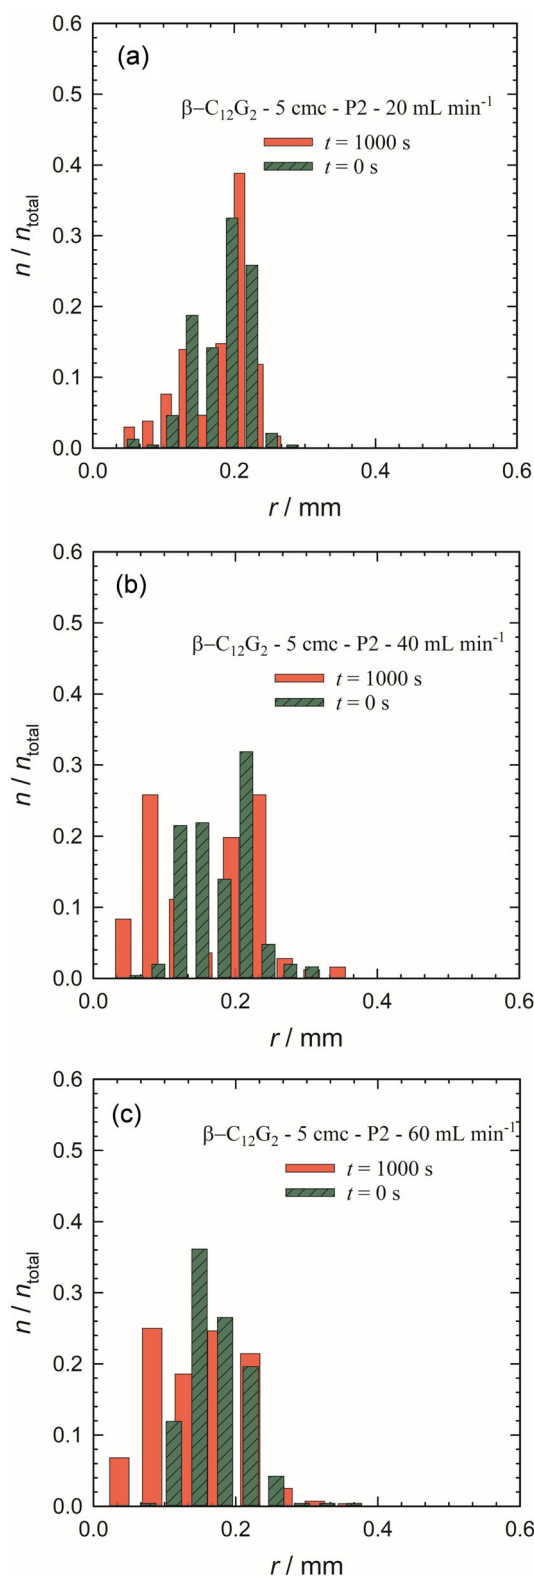 (a)
β–C₁₂G₂ - 5 cmc - P2 - 20 mL min⁻¹
t = 1000 s
t = 0 s
n / n_total
0.6
0.5
0.4
0.3
0.2
0.1
0.0
0.0 0.2 0.4 0.6
r / mm
(b)
β–C₁₂G₂ - 5 cmc - P2 - 40 mL min⁻¹
t = 1000 s
t = 0 s
n / n_total
0.6
0.5
0.4
0.3
0.2
0.1
0.0
0.0 0.2 0.4 0.6
r / mm
(c)
β–C₁₂G₂ - 5 cmc - P2 - 60 mL min⁻¹
t = 1000 s
t = 0 s
n / n_total
0.6
0.5
0.4
0.3
0.2
0.1
0.0
0.0 0.2 0.4 0.6
r / mm